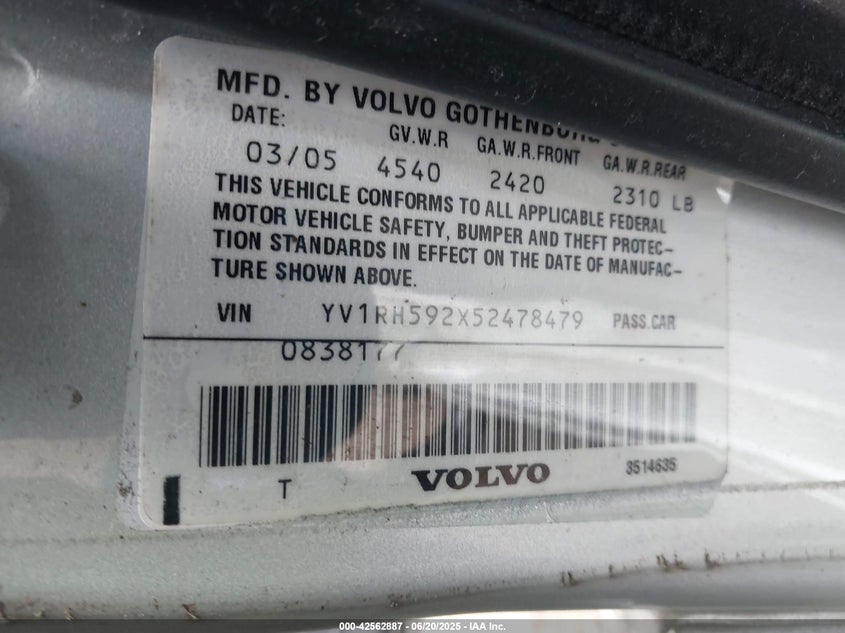 MFD. BY VOLVO GOTHENBURG
DATE: GV.W.R GA.W.R.FRONT GA.W.R.REAR
03/05 4540 2420 2310 LB
THIS VEHICLE CONFORMS TO ALL APPLICABLE FEDERAL
MOTOR VEHICLE SAFETY, BUMPER AND THEFT PROTEC-
TION STANDARDS IN EFFECT ON THE DATE OF MANUFAC-
TURE SHOWN ABOVE.
VIN YV1RH592X52478479 PASS.CAR
0838177
T VOLVO 3514635
000-42562887 - 06/20/2025 - IAA Inc.